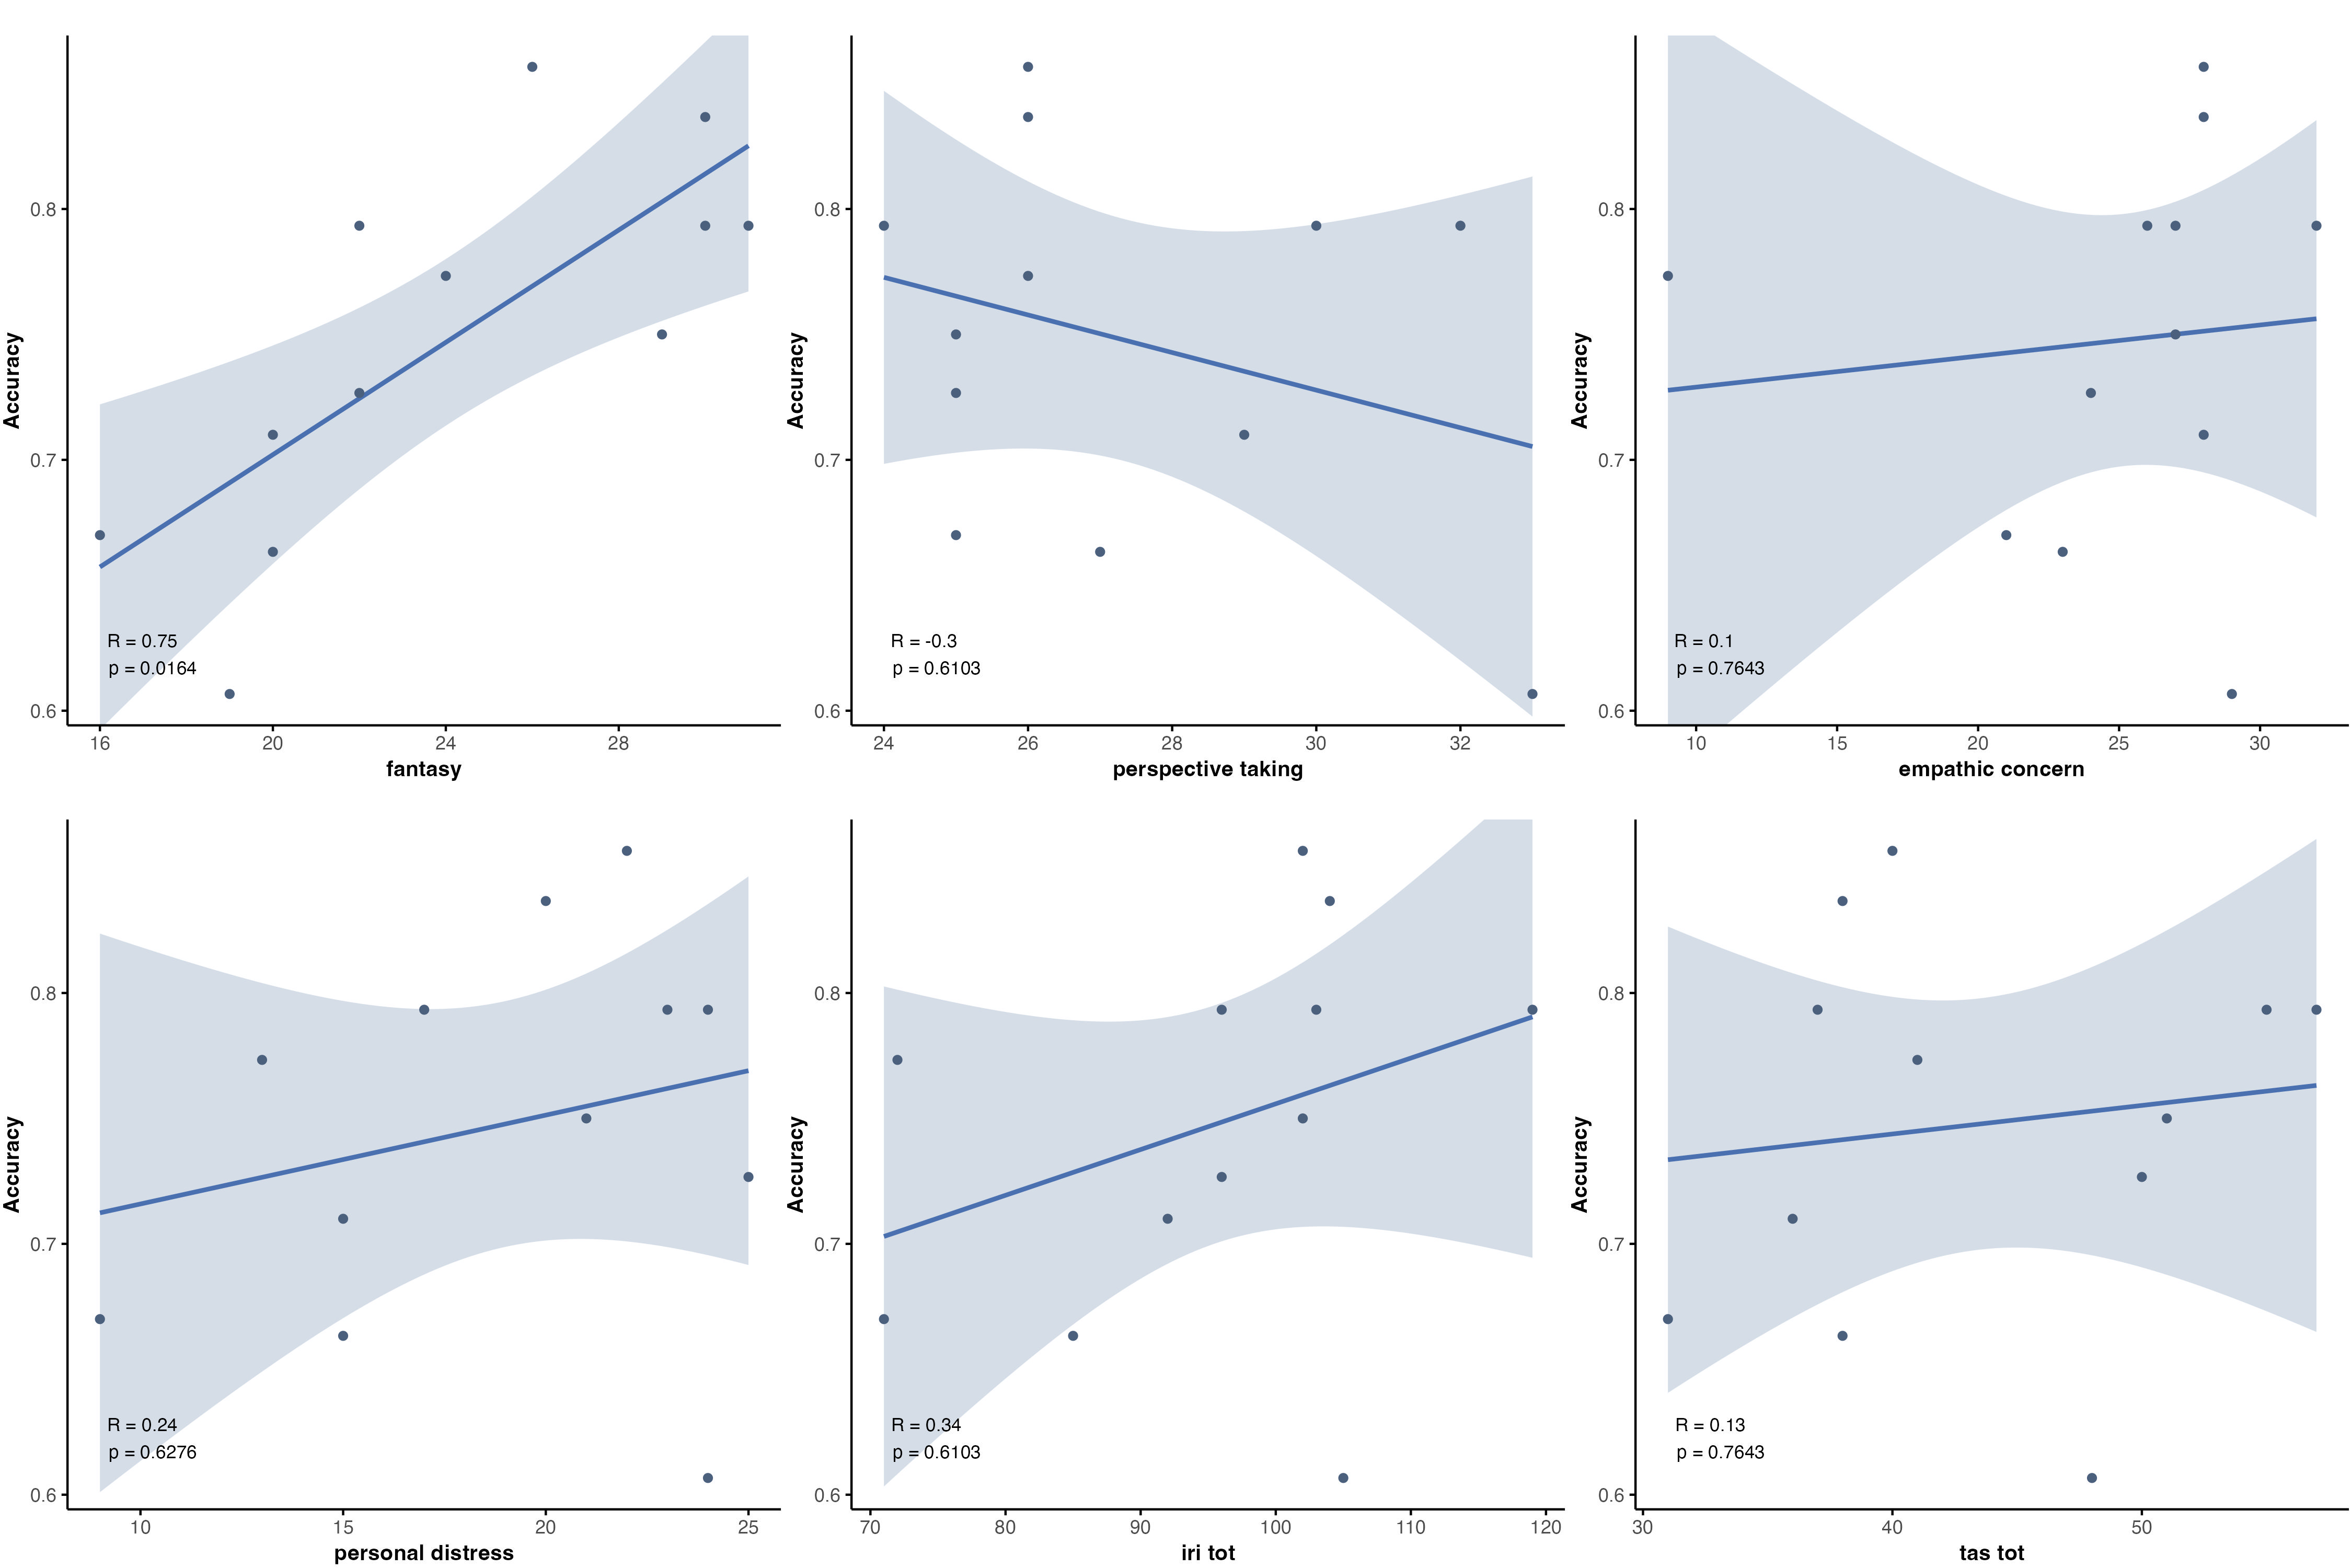 Accuracy
0.8
0.7
0.6
R = 0.75
p = 0.0164
16 20 24 28
fantasy
Accuracy
0.8
0.7
0.6
R = -0.3
p = 0.6103
24 26 28 30 32
perspective taking
Accuracy
0.8
0.7
0.6
R = 0.1
p = 0.7643
10 15 20 25 30
empathic concern
Accuracy
0.8
0.7
0.6
R = 0.24
p = 0.6276
10 15 20 25
personal distress
Accuracy
0.8
0.7
0.6
R = 0.34
p = 0.6103
70 80 90 100 110 120
iri tot
Accuracy
0.8
0.7
0.6
R = 0.13
p = 0.7643
30 40 50
tas tot